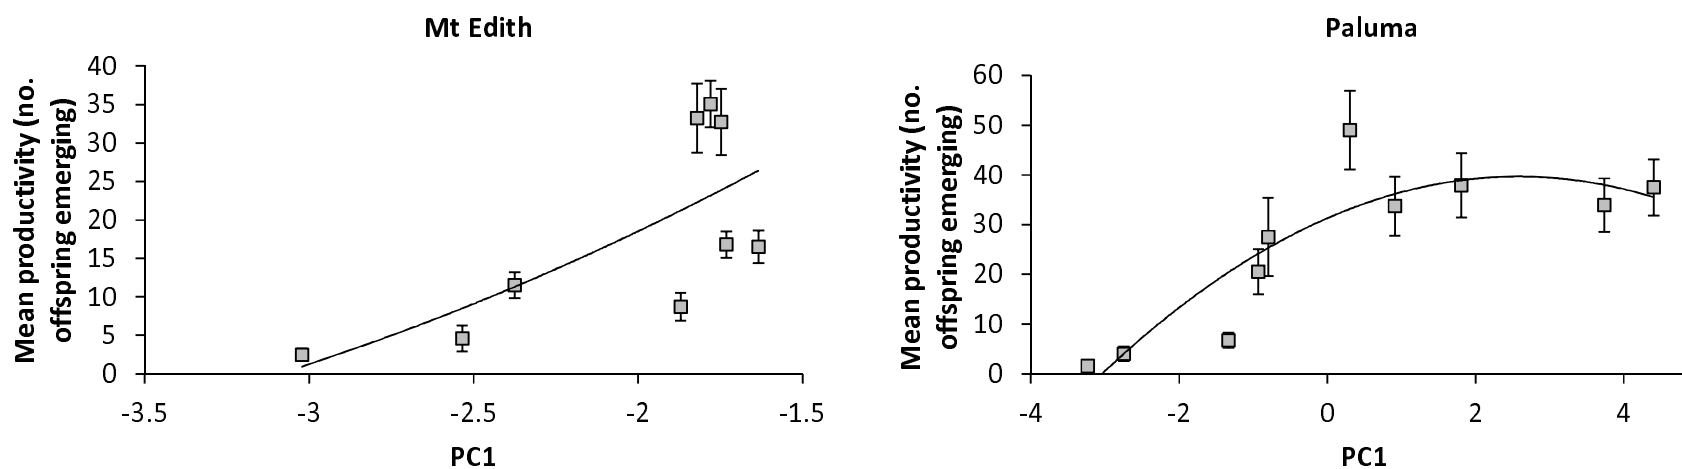 Mt Edith
Mean productivity (no.
offspring emerging)
40
35
30
25
20
15
10
5
0
-3.5 -3 -2.5 -2 -1.5
PC1
Paluma
Mean productivity (no.
offspring emerging)
60
50
40
30
20
10
0
-4 -2 0 2 4
PC1